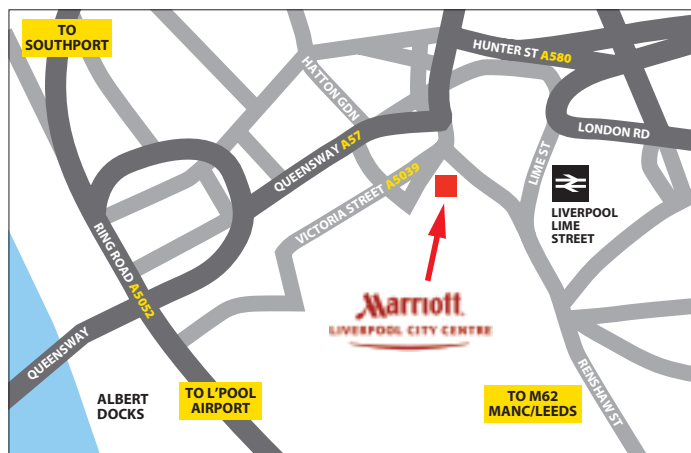 TO
SOUTHPORT
HUNTER ST A580
HATTON GDN
LONDON RD
QUEENSWAY A57
LIME ST
VICTORIA STREET A5039
LIVERPOOL
LIME
STREET
RING ROAD A5052
Marriott
LIVERPOOL CITY CENTRE
QUEENSWAY
ALBERT
DOCKS
TO L'POOL
AIRPORT
TO M62
MANC/LEEDS
RENSHAW ST